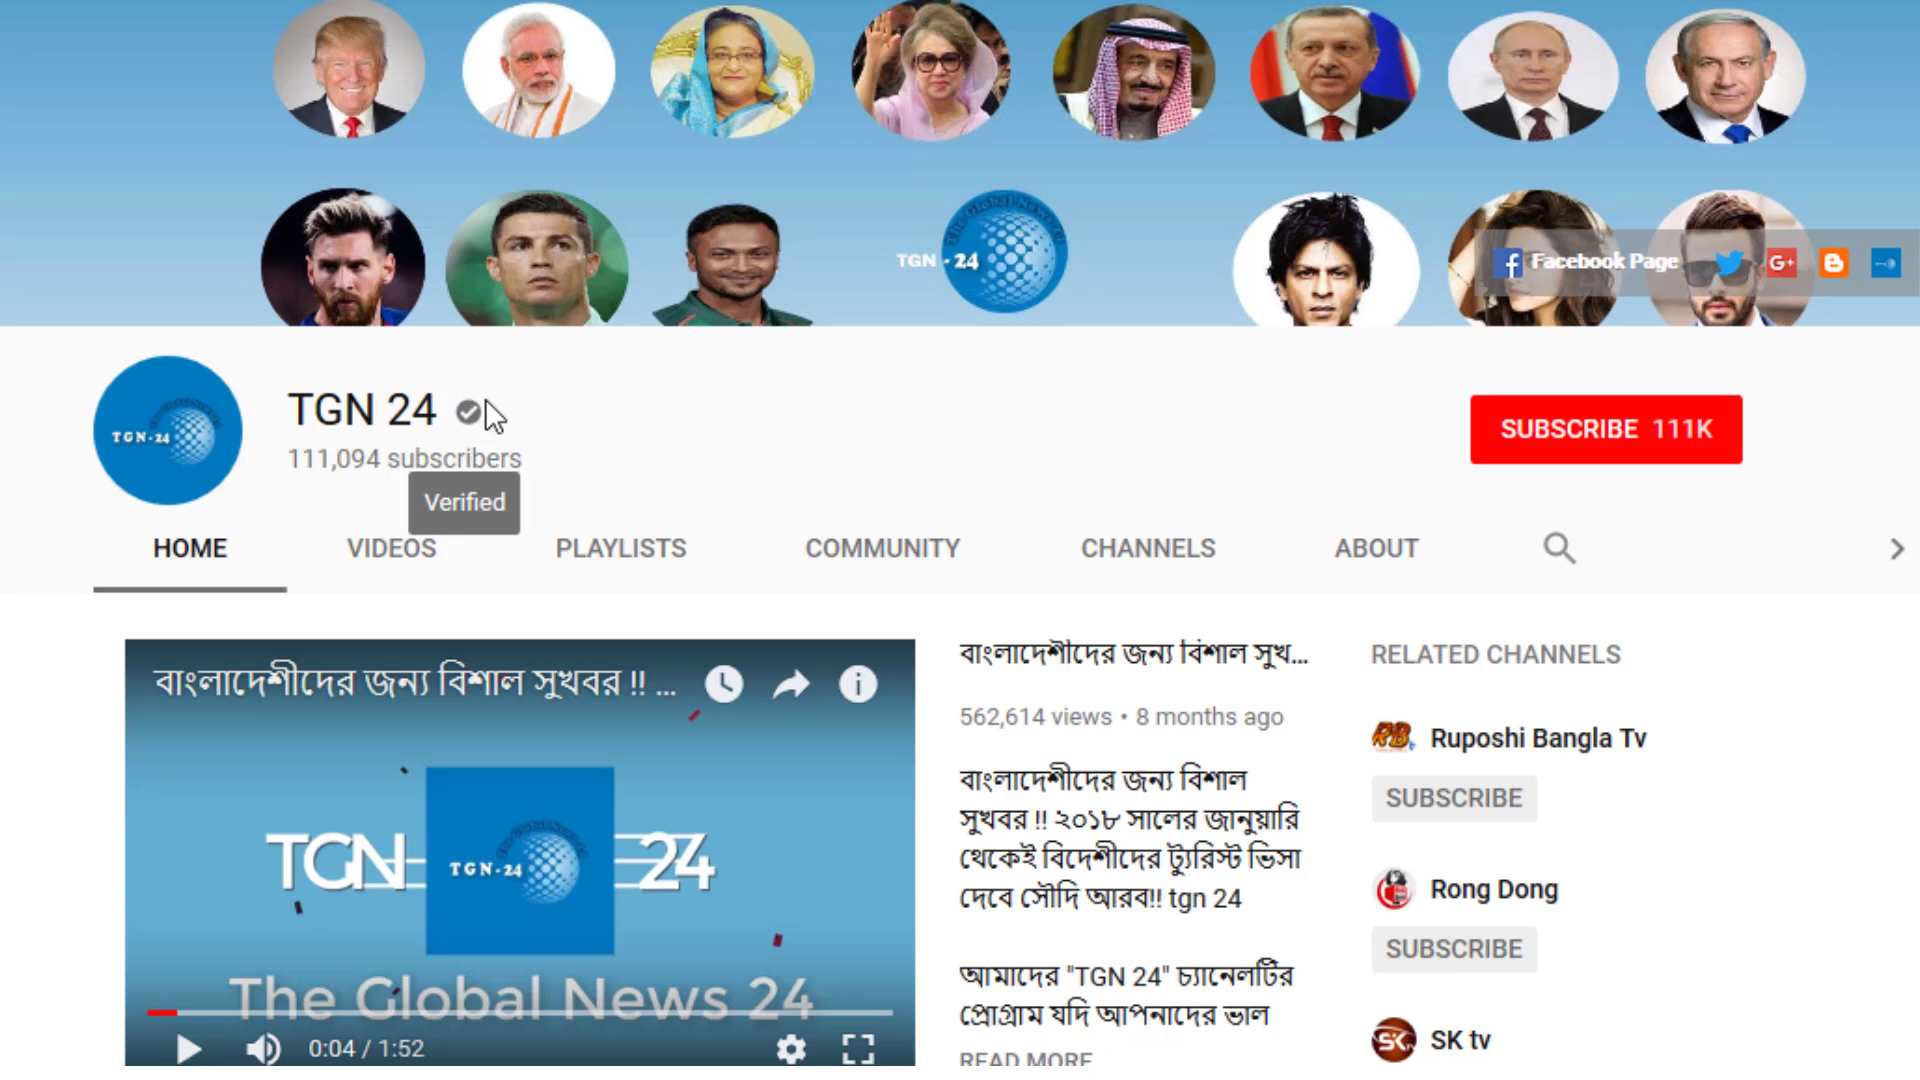 TGN - 24
Facebook Page
TGN-24
TGN 24
111,094 subscribers
SUBSCRIBE 111K
Verified
HOME
VIDEOS
PLAYLISTS
COMMUNITY
CHANNELS
ABOUT
বাংলাদেশীদের জন্য বিশাল সুখবর !! ...
TGN
TGN-24
24
The Global News 24
0:04 / 1:52
বাংলাদেশীদের জন্য বিশাল সুখ...
562,614 views • 8 months ago
বাংলাদেশীদের জন্য বিশাল
সুখবর !! ২০১৮ সালের জানুয়ারি
থেকেই বিদেশীদের ট্যুরিস্ট ভিসা
দেবে সৌদি আরব!! tgn 24
আমাদের "TGN 24" চ্যানেলটির
প্রোগ্রাম যদি আপনাদের ভাল
READ MORE
RELATED CHANNELS
Ruposhi Bangla Tv
SUBSCRIBE
Rong Dong
SUBSCRIBE
SK tv